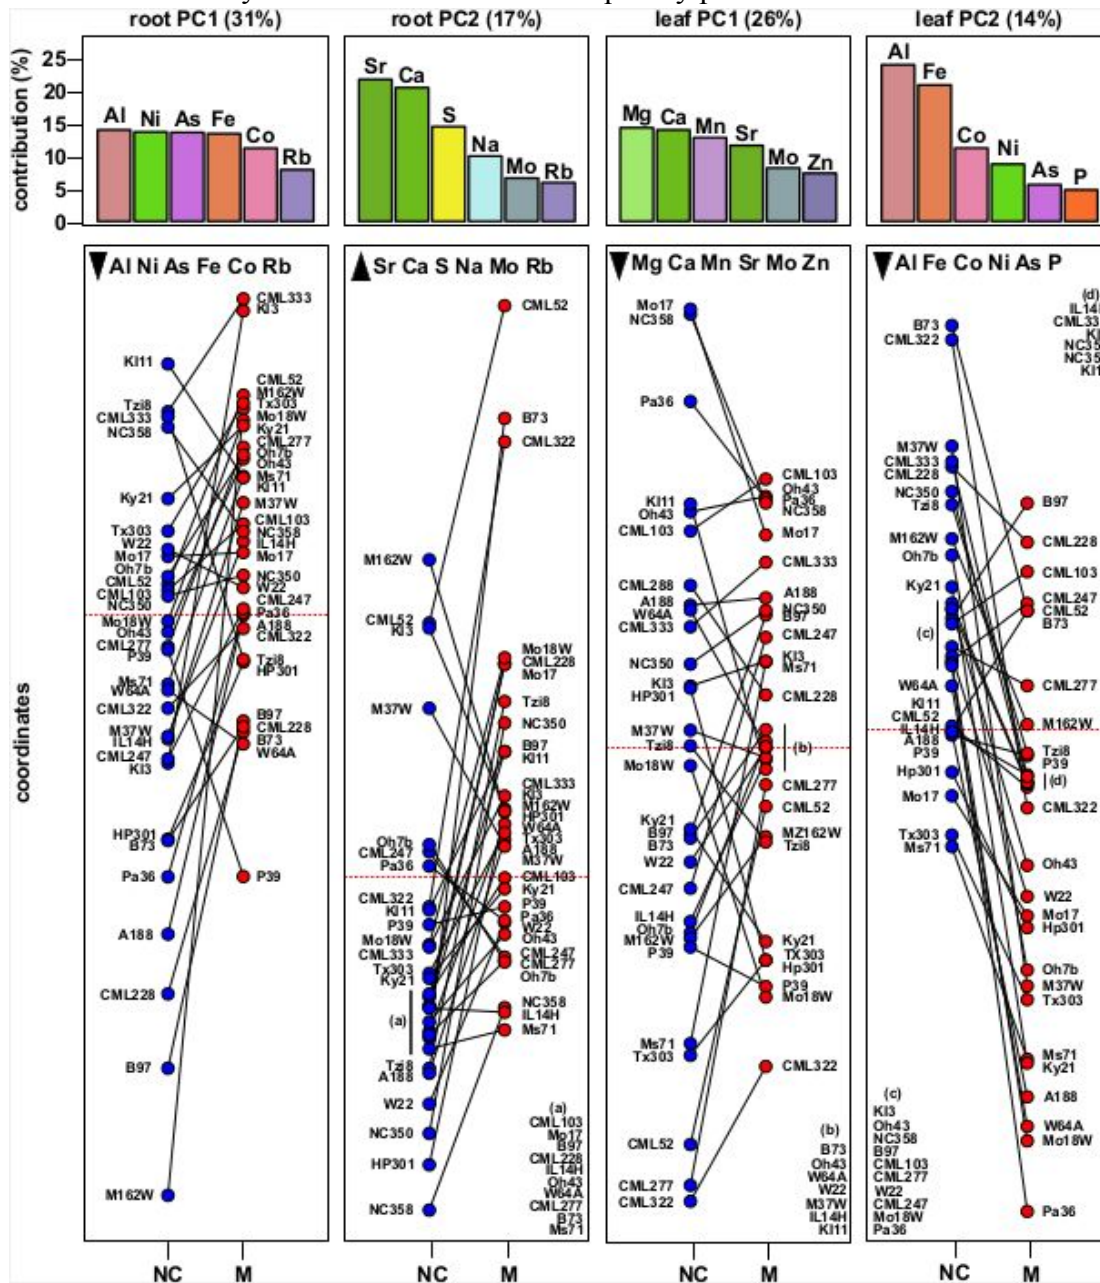 root PC1 (31%)
root PC2 (17%)
leaf PC1 (26%)
leaf PC2 (14%)
contribution (%)
25
20
15
10
5
0
Al Ni As Fe Co Rb
Sr Ca S Na Mo Rb
Mg Ca Mn Sr Mo Zn
Al Fe Co Ni As P
coordinates
▼Al Ni As Fe Co Rb
KI11
Tzi8
CML333
NC358
Ky21
Tx303
W22
Mo17
Oh7b
CML52
CML103
NC350
Mo18W
Oh43
CML277
P39
Ms71
W64A
CML322
M37W
IL14H
CML247
KI3
HP301
B73
Pa36
A188
CML228
B97
M162W
CML333
KI3
CML52
M162W
Tx303
Mo18W
Ky21
CML277
Oh7b
Oh43
Ms71
KI11
M37W
CML103
NC358
IL14H
Mo17
NC350
W22
CML247
Pa36
A188
CML322
Tzi8
HP301
B97
CML228
B73
W64A
P39
NC M
▲Sr Ca S Na Mo Rb
M162W
CML52
KI3
M37W
Oh7b
CML247
Pa36
CML322
KI11
P39
Mo18W
CML333
Tx303
Ky21
(a)
Tzi8
A188
W22
NC350
HP301
NC358
CML52
B73
CML322
Mo18W
CML228
Mo17
Tzi8
NC350
B97
KI11
CML333
KI3
M162W
HP301
W64A
Tx303
A188
M37W
CML103
Ky21
P39
Pa36
W22
Oh43
CML247
CML277
Oh7b
NC358
IL14H
Ms71
(a)
CML103
Mo17
B97
CML228
IL14H
Oh43
W64A
CML277
B73
Ms71
NC M
▼Mg Ca Mn Sr Mo Zn
Mo17
NC358
Pa36
KI11
Oh43
CML103
CML288
A188
W64A
CML333
NC350
KI3
HP301
M37W
Tzi8
Mo18W
Ky21
B97
B73
W22
CML247
IL14H
Oh7b
M162W
P39
Ms71
Tx303
CML52
CML277
CML322
CML103
Oh43
Pa36
NC358
Mo17
CML333
A188
NC350
B97
CML247
KI3
Ms71
CML228
(b)
CML277
CML52
MZ162W
Tzi8
Ky21
TX303
Hp301
P39
Mo18W
CML322
(b)
B73
Oh43
W64A
W22
M37W
IL14H
KI11
NC M
▼Al Fe Co Ni As P
B73
CML322
M37W
CML333
CML228
NC350
Tzi8
M162W
Oh7b
Ky21
(c)
W64A
KI11
CML52
IL14H
A188
P39
Hp301
Mo17
Tx303
Ms71
(d)
IL14
CML33
NC35
NC35
KI1
B97
CML228
CML103
CML247
CML52
B73
CML277
M162W
Tzi8
P39
(d)
CML322
Oh43
W22
Mo17
Hp301
Oh7b
M37W
Tx303
Ms71
Ky21
A188
W64A
Mo18W
Pa36
(c)
KI3
Oh43
NC358
B97
CML103
CML277
W22
CML247
Mo18W
Pa36
NC M